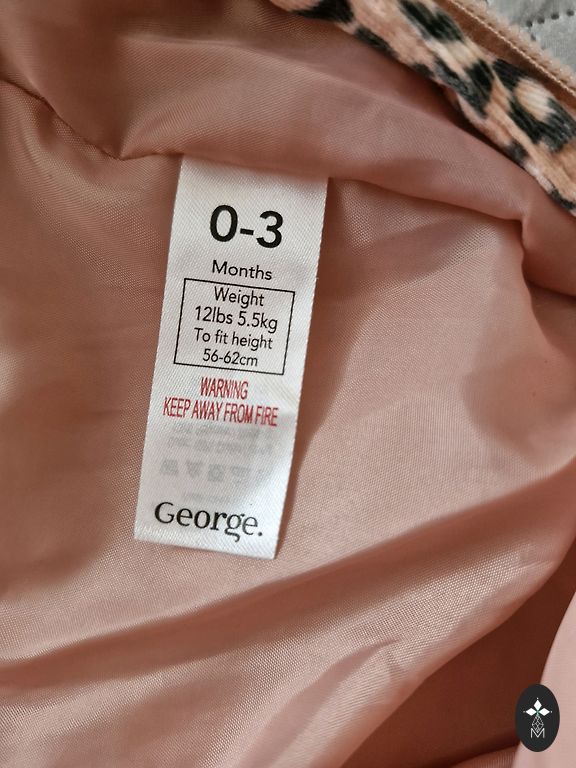 0-3
Months
Weight
12lbs 5.5kg
To fit height
56-62cm
WARNING
KEEP AWAY FROM FIRE
George.
M